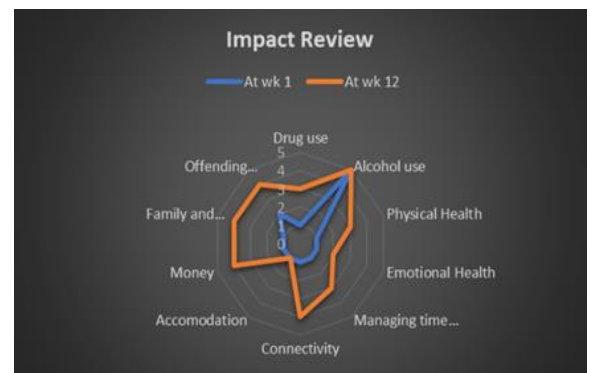 Impact Review
At wk 1 At wk 12
Drug use
5
Offending... 4 Alcohol use
3
Family and... 2 Physical Health
1
0
Money Emotional Health
Accomodation Managing time...
Connectivity